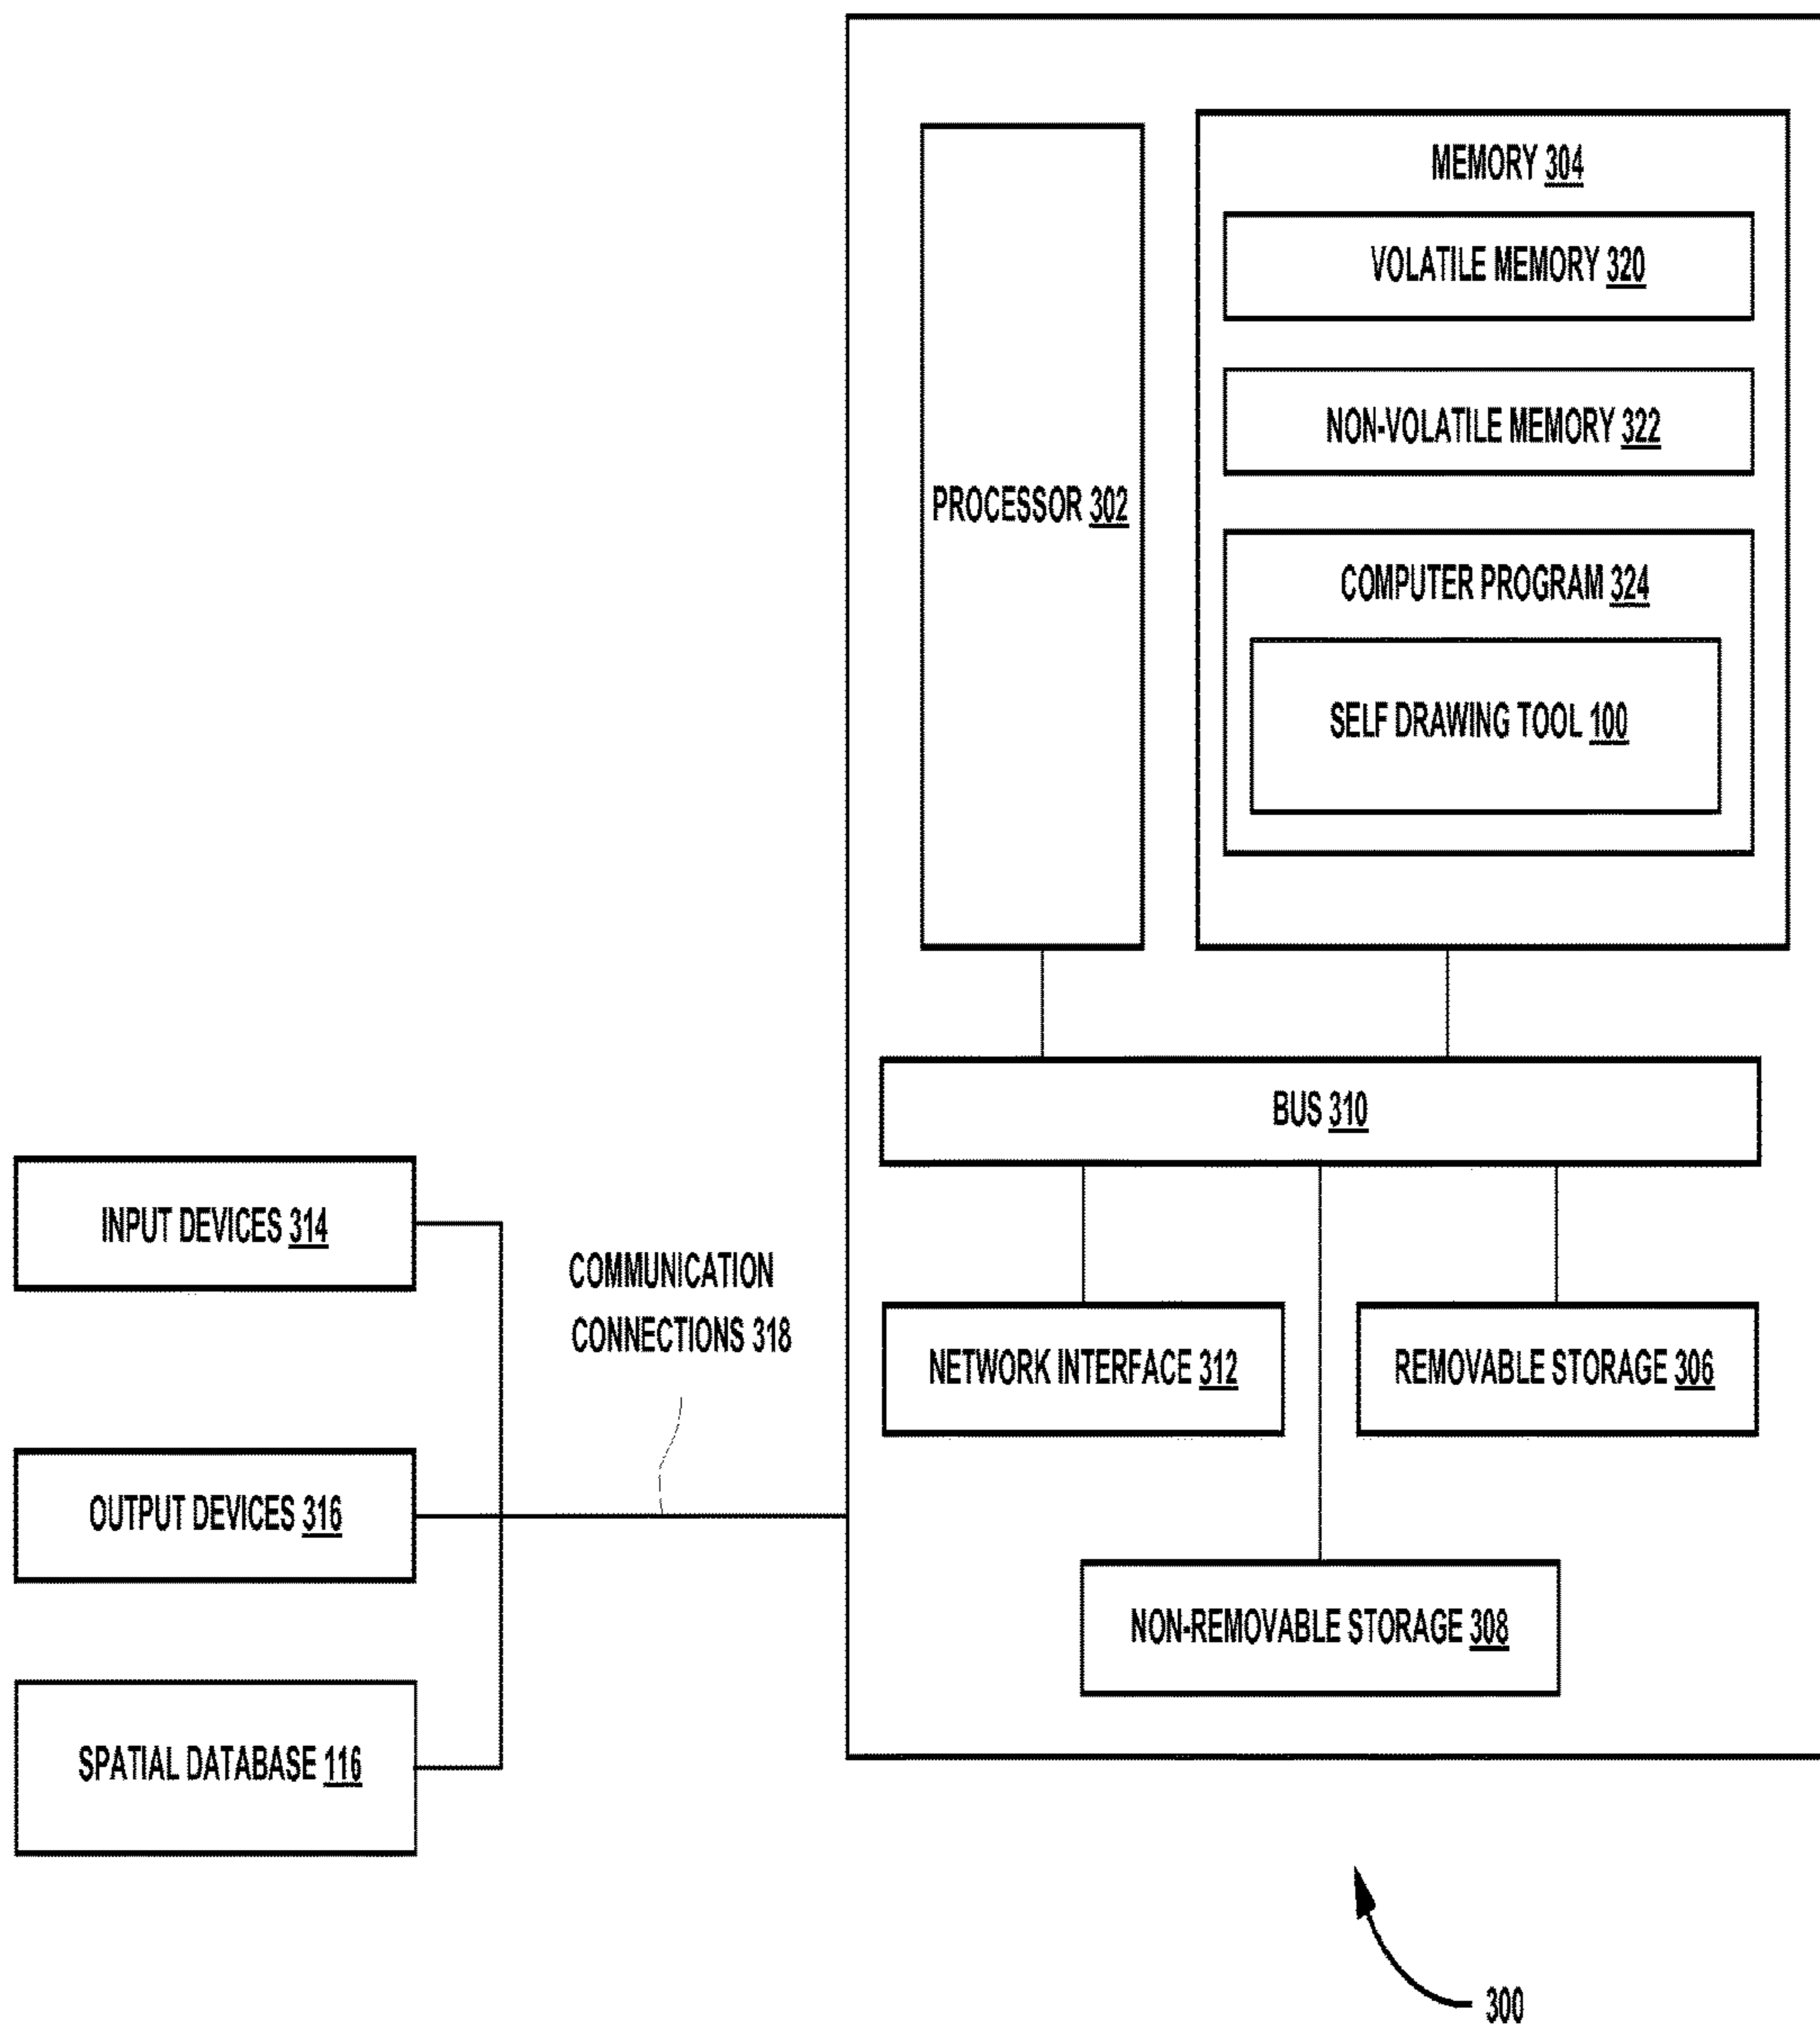 MEMORY 304
VOLATILE MEMORY 320
NON-VOLATILE MEMORY 322
PROCESSOR 302
COMPUTER PROGRAM 324
SELF DRAWING TOOL 100
BUS 310
INPUT DEVICES 314
COMMUNICATION
CONNECTIONS 318
NETWORK INTERFACE 312
REMOVABLE STORAGE 306
OUTPUT DEVICES 316
NON-REMOVABLE STORAGE 308
SPATIAL DATABASE 116
300